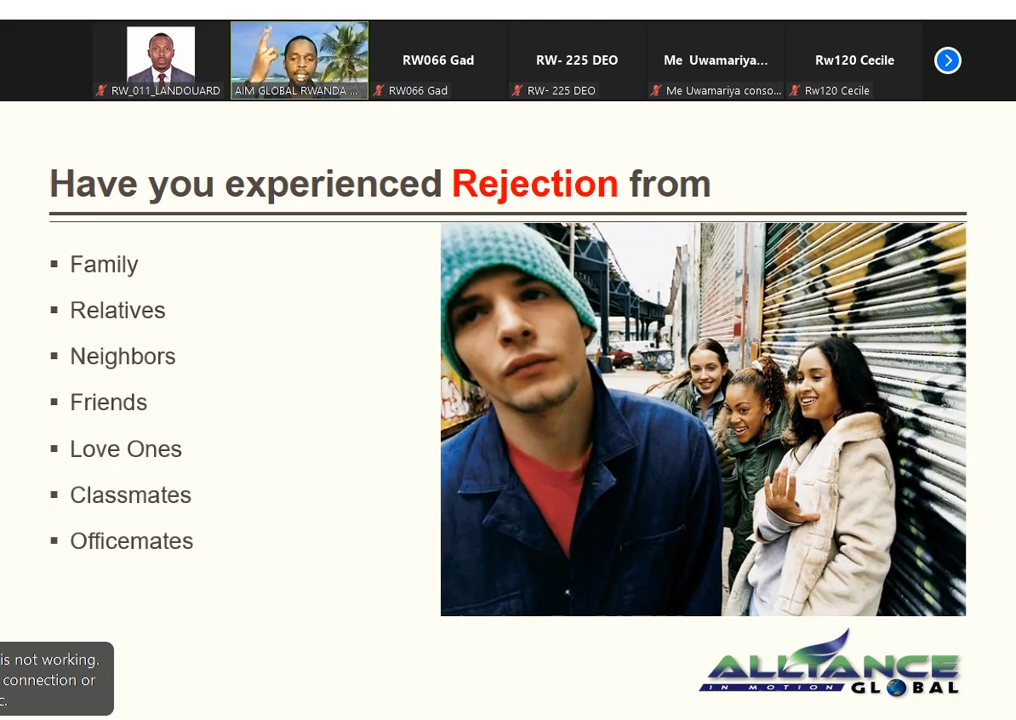 RW066 Gad
RW- 225 DEO
Me Uwamariya...
Rw120 Cecile
RW_011_LANDOUARD
AIM GLOBAL RWANDA ...
RW066 Gad
RW- 225 DEO
Me Uwamariya conso...
Rw120 Cecile
Have you experienced Rejection from
▪ Family
▪ Relatives
▪ Neighbors
▪ Friends
▪ Love Ones
▪ Classmates
▪ Officemates
is not working.
connection or
c.
ALLIANCE
IN MOTION GLOBAL